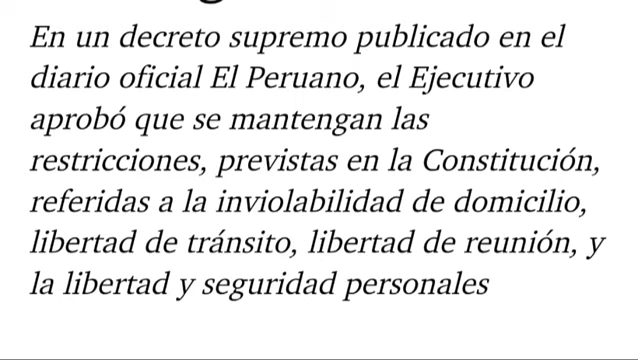 En un decreto supremo publicado en el
diario oficial El Peruano, el Ejecutivo
aprobó que se mantengan las
restricciones, previstas en la Constitución,
referidas a la inviolabilidad de domicilio,
libertad de tránsito, libertad de reunión, y
la libertad y seguridad personales